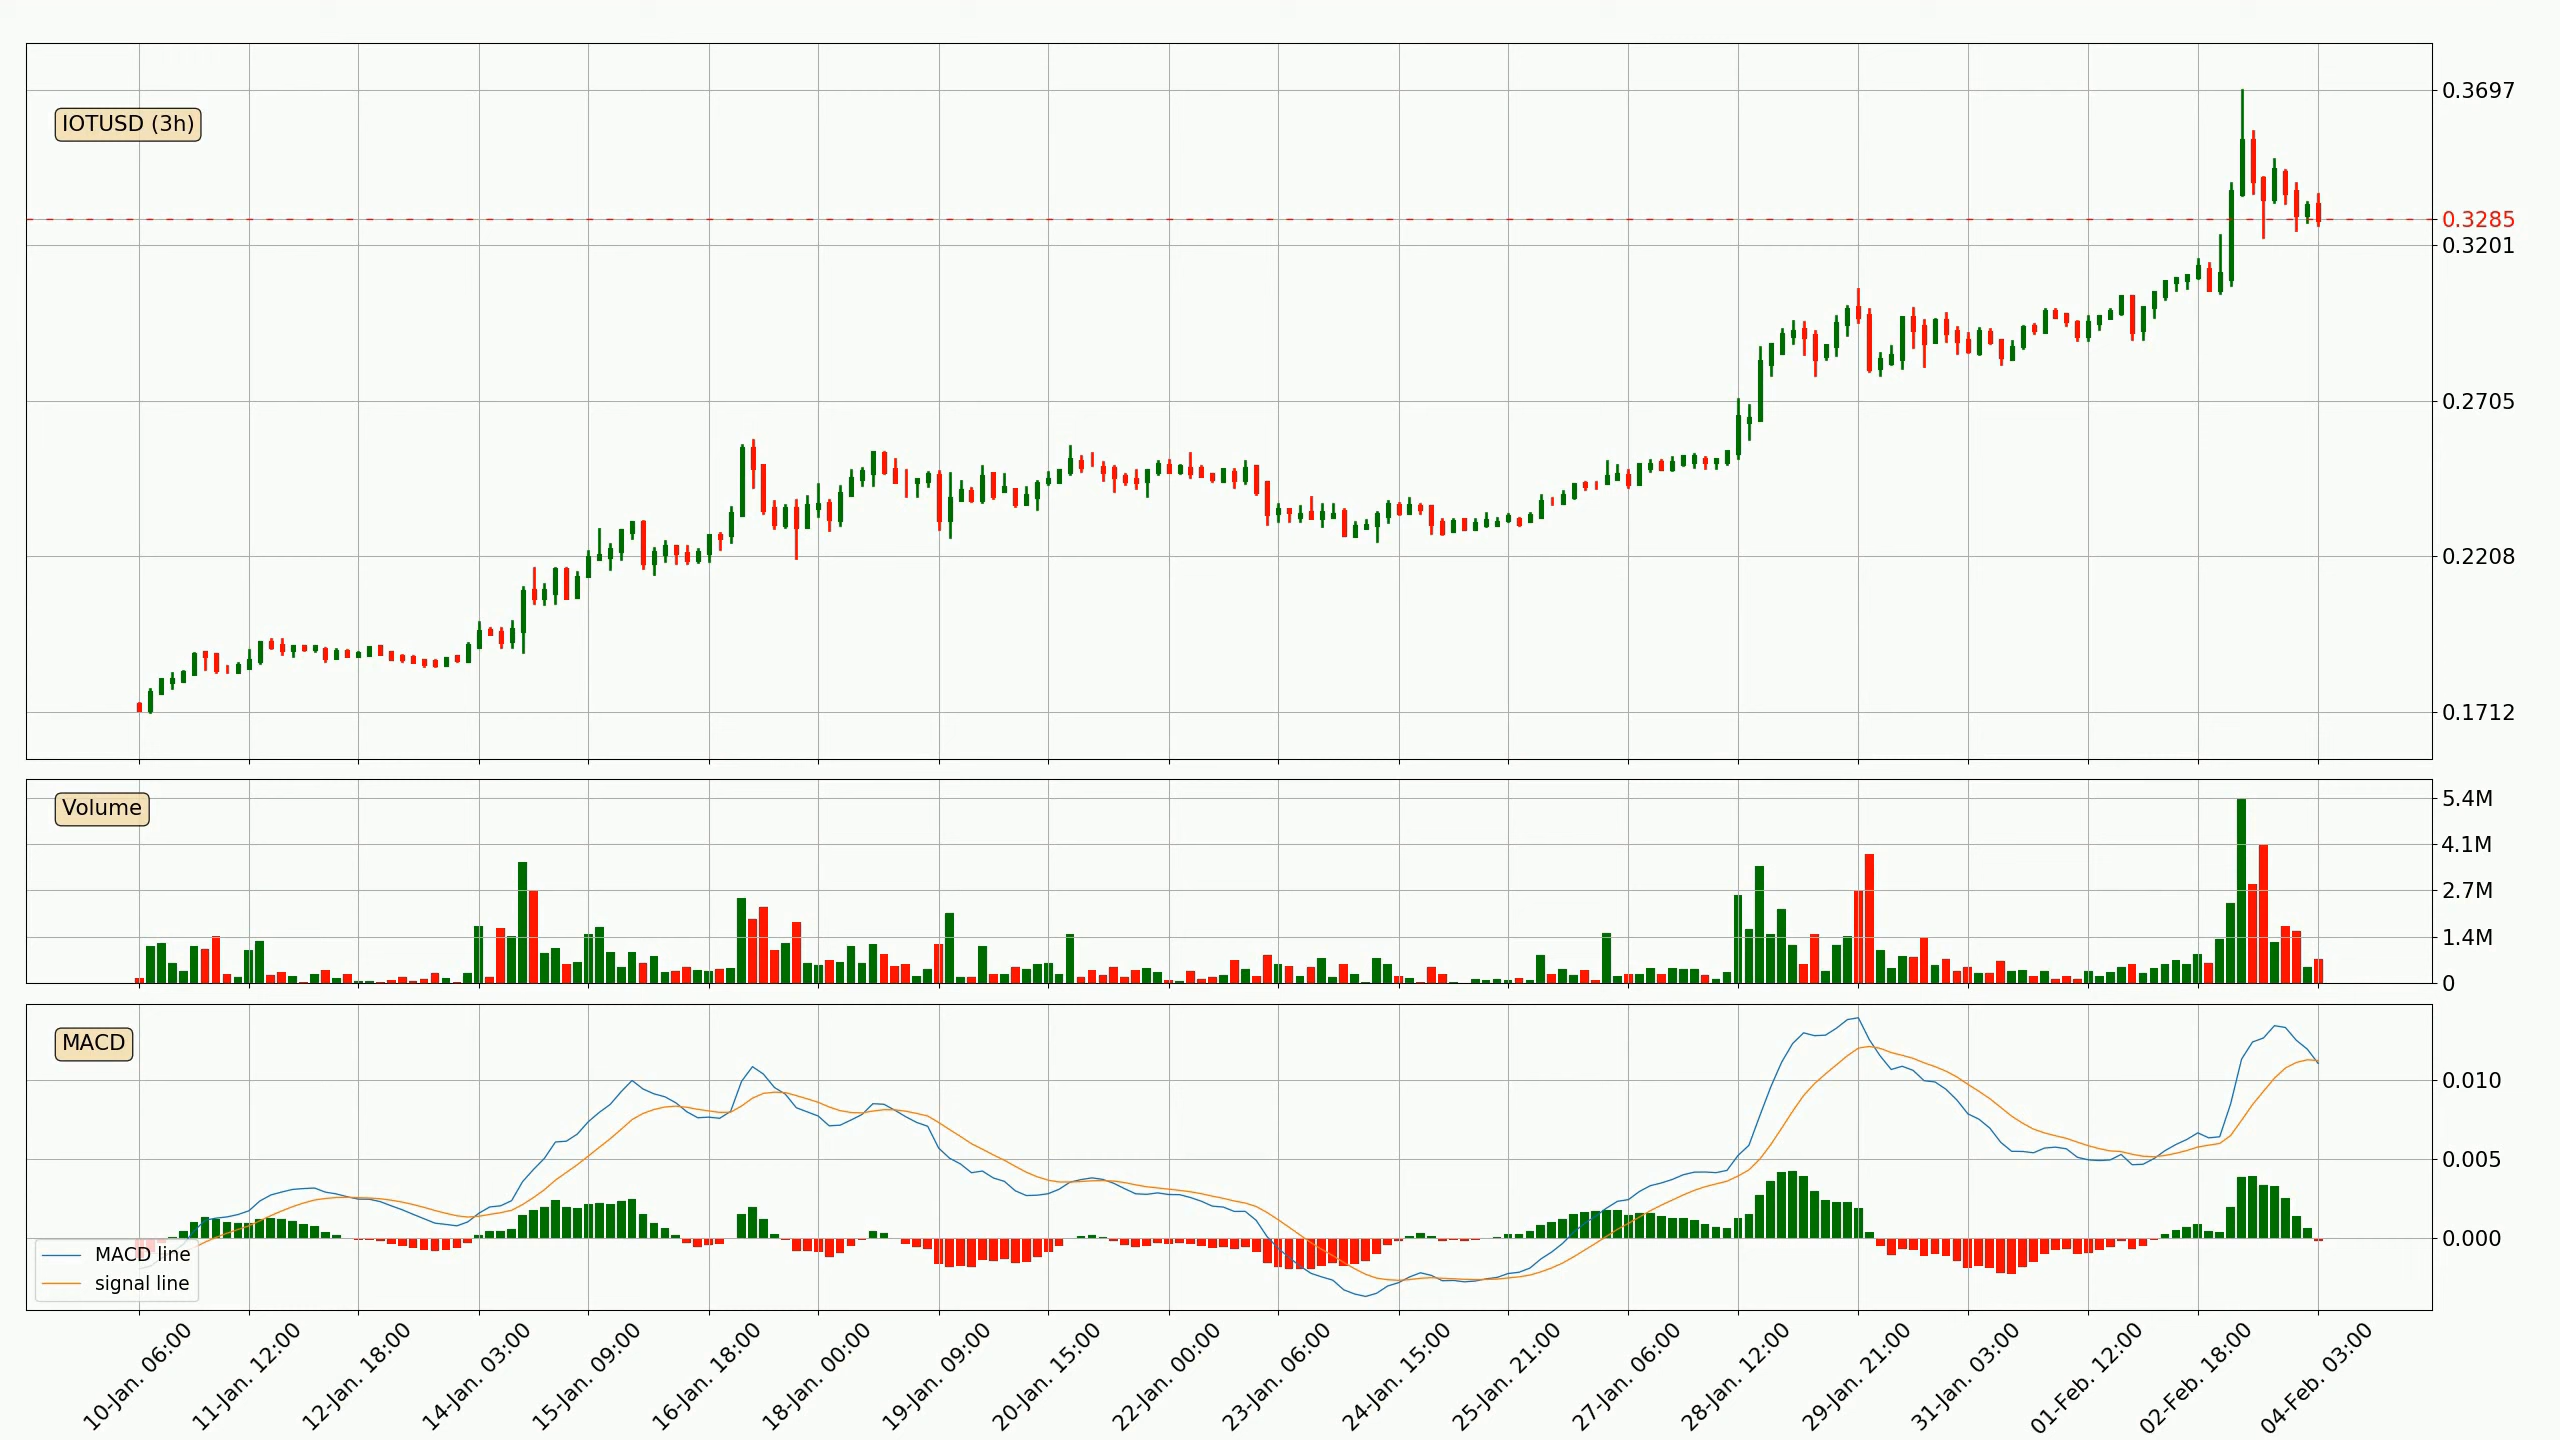 IOTUSD (3h)
0.3697
0.3285
0.3201
0.2705
0.2208
0.1712
Volume
5.4M
4.1M
2.7M
1.4M
0
MACD
0.010
0.005
0.000
MACD line
signal line
10-Jan. 06:00
11-Jan. 12:00
12-Jan. 18:00
14-Jan. 03:00
15-Jan. 09:00
16-Jan. 18:00
18-Jan. 00:00
19-Jan. 09:00
20-Jan. 15:00
22-Jan. 00:00
23-Jan. 06:00
24-Jan. 15:00
25-Jan. 21:00
27-Jan. 06:00
28-Jan. 12:00
29-Jan. 21:00
31-Jan. 03:00
01-Feb. 12:00
02-Feb. 18:00
04-Feb. 03:00